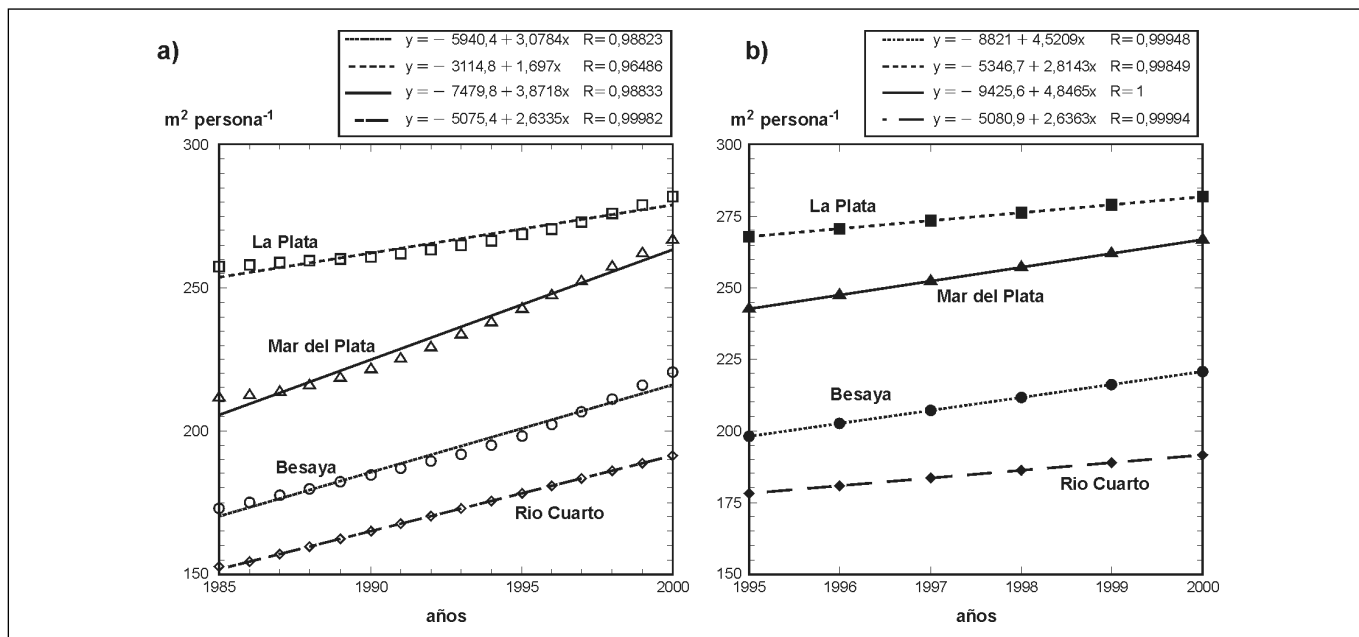 a)
y = − 5940,4 + 3,0784x R= 0,98823
y = − 3114,8 + 1,697x R= 0,96486
y = − 7479,8 + 3,8718x R= 0,98833
y = − 5075,4 + 2,6335x R= 0,99982
m² persona⁻¹
300
250
200
150
La Plata
Mar del Plata
Besaya
Rio Cuarto
1985 1990 1995 2000
años
b)
y = − 8821 + 4,5209x R= 0,99948
y = − 5346,7 + 2,8143x R= 0,99849
y = − 9425,6 + 4,8465x R= 1
y = − 5080,9 + 2,6363x R= 0,99994
m² persona⁻¹
300
275
250
225
200
175
150
La Plata
Mar del Plata
Besaya
Rio Cuarto
1995 1996 1997 1998 1999 2000
años